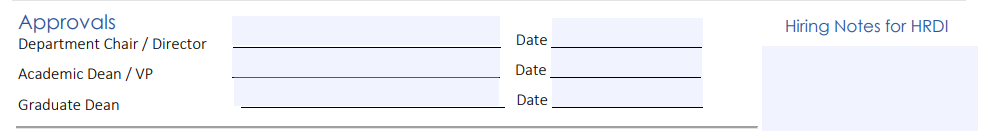 Approvals
Department Chair / Director Date
Academic Dean / VP Date
Graduate Dean Date
Hiring Notes for HRDI